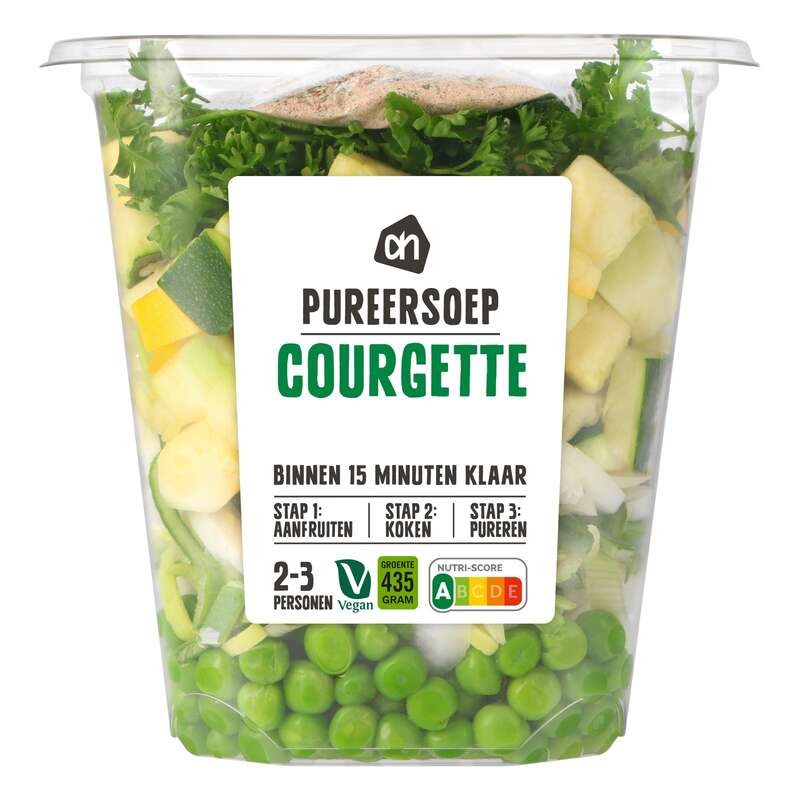 ah
PUREERSOEP
COURGETTE
BINNEN 15 MINUTEN KLAAR
STAP 1: STAP 2: STAP 3:
AANFRUITEN KOKEN PUREREN
2-3
PERSONEN
V
Vegan
GROENTE
435
GRAM
NUTRI-SCORE
A B C D E